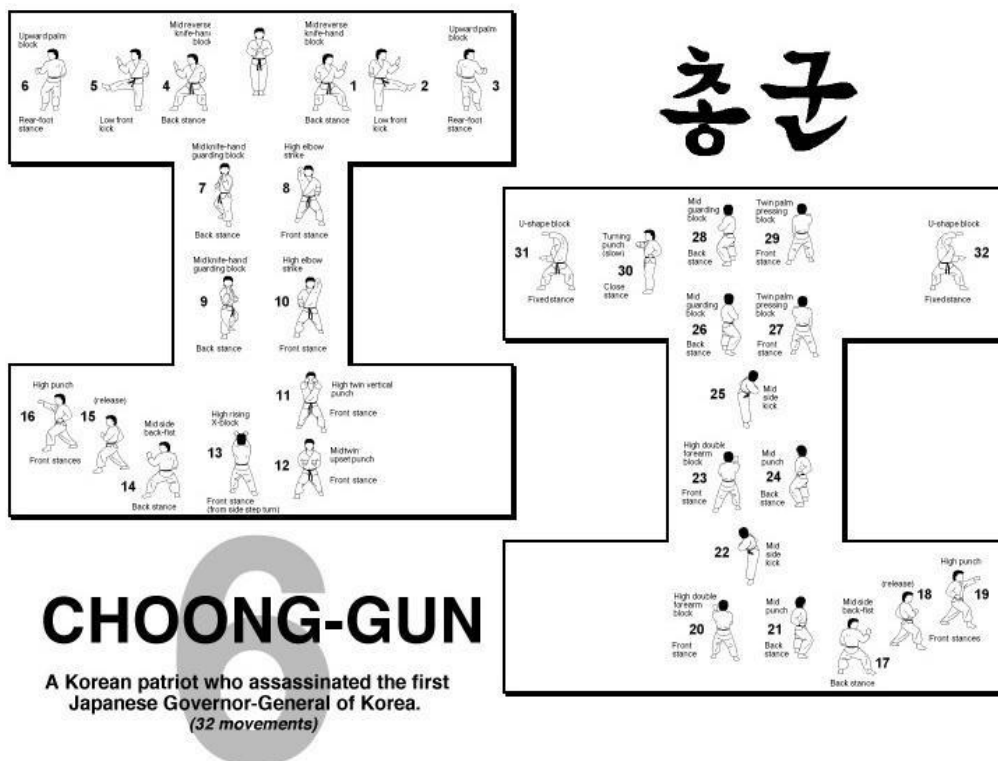 Upward palm
block
6
Rear-foot
stance
5
Low front
kick
Mid reverse
knife-hand
block
4
Back stance
Mid reverse
knife-hand
block
1
Back stance
2
Low front
kick
Upward palm
block
3
Rear-foot
stance
Mid knife-hand
guarding block
7
Back stance
High elbow
strike
8
Front stance
Mid knife-hand
guarding block
9
Back stance
High elbow
strike
10
Front stance
11
High twin vertical
punch
Front stance
12
Mid twin
upset punch
Front stance
High rising
X-block
13
Front stance
(from side step turn)
Mid side
back-fist
14
Back stance
(release)
15
High punch
16
Front stances
총군
U-shape block
31
Fixed stance
Turning
punch
(slow)
30
Close
stance
Mid
guarding
block
28
Back
stance
Twin palm
pressing
block
29
Front
stance
U-shape block
32
Fixed stance
Mid
guarding
block
26
Back
stance
Twin palm
pressing
block
27
Front
stance
25
Mid
side
kick
High double
forearm
block
23
Front
stance
Mid
punch
24
Back
stance
22
Mid
side
kick
High double
forearm
block
20
Front
stance
Mid
punch
21
Back
stance
Mid side
back-fist
17
Back stance
(release)
18
High punch
19
Front stances
6
CHOONG-GUN
A Korean patriot who assassinated the first
Japanese Governor-General of Korea.
(32 movements)